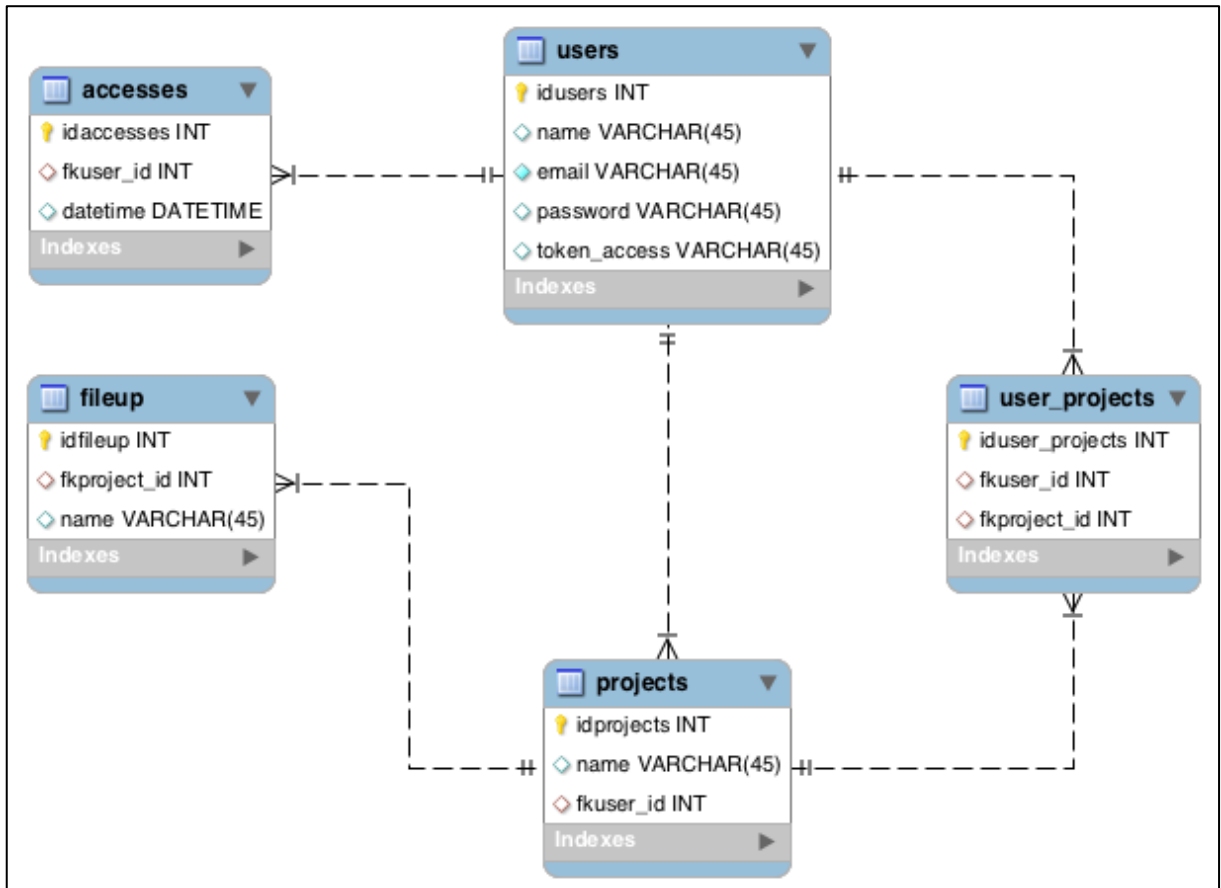 accesses
idaccesses INT
fkuser_id INT
datetime DATETIME
Indexes
users
idusers INT
name VARCHAR(45)
email VARCHAR(45)
password VARCHAR(45)
token_access VARCHAR(45)
Indexes
fileup
idfileup INT
fkproject_id INT
name VARCHAR(45)
Indexes
user_projects
iduser_projects INT
fkuser_id INT
fkproject_id INT
Indexes
projects
idprojects INT
name VARCHAR(45)
fkuser_id INT
Indexes